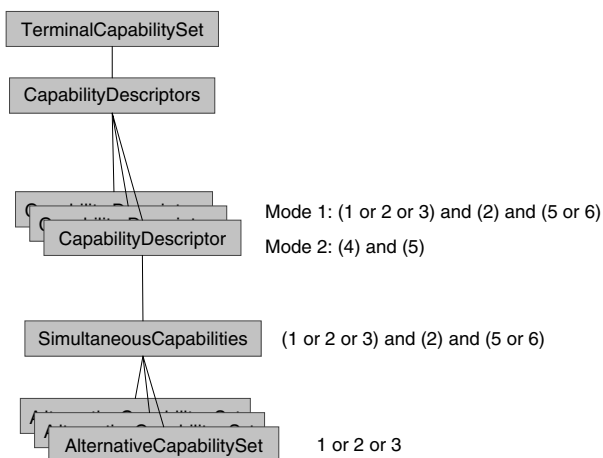 TerminalCapabilitySet
CapabilityDescriptors
Mode 1: (1 or 2 or 3) and (2) and (5 or 6)
CapabilityDescriptor
Mode 2: (4) and (5)
SimultaneousCapabilities
(1 or 2 or 3) and (2) and (5 or 6)
AlternativeCapabilitySet
1 or 2 or 3